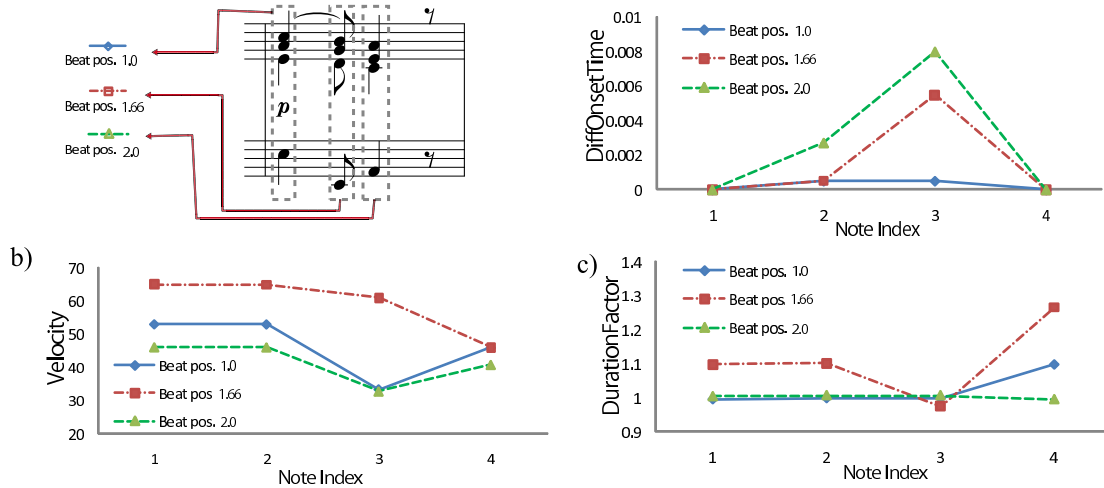 Beat pos. 1.0
Beat pos. 1.66
Beat pos. 2.0
p
DiffOnsetTime
0.01
0.008
0.006
0.004
0.002
0
Beat pos. 1.0
Beat pos. 1.66
Beat pos. 2.0
1 2 3 4
Note Index
b)
Velocity
70
60
50
40
30
20
Beat pos. 1.0
Beat pos 1.66
Beat pos. 2.0
1 2 3 4
Note Index
c)
DurationFactor
1.4
1.3
1.2
1.1
1
0.9
Beat pos. 1.0
Beat pos. 1.66
Beat pos. 2.0
1 2 3 4
Note Index